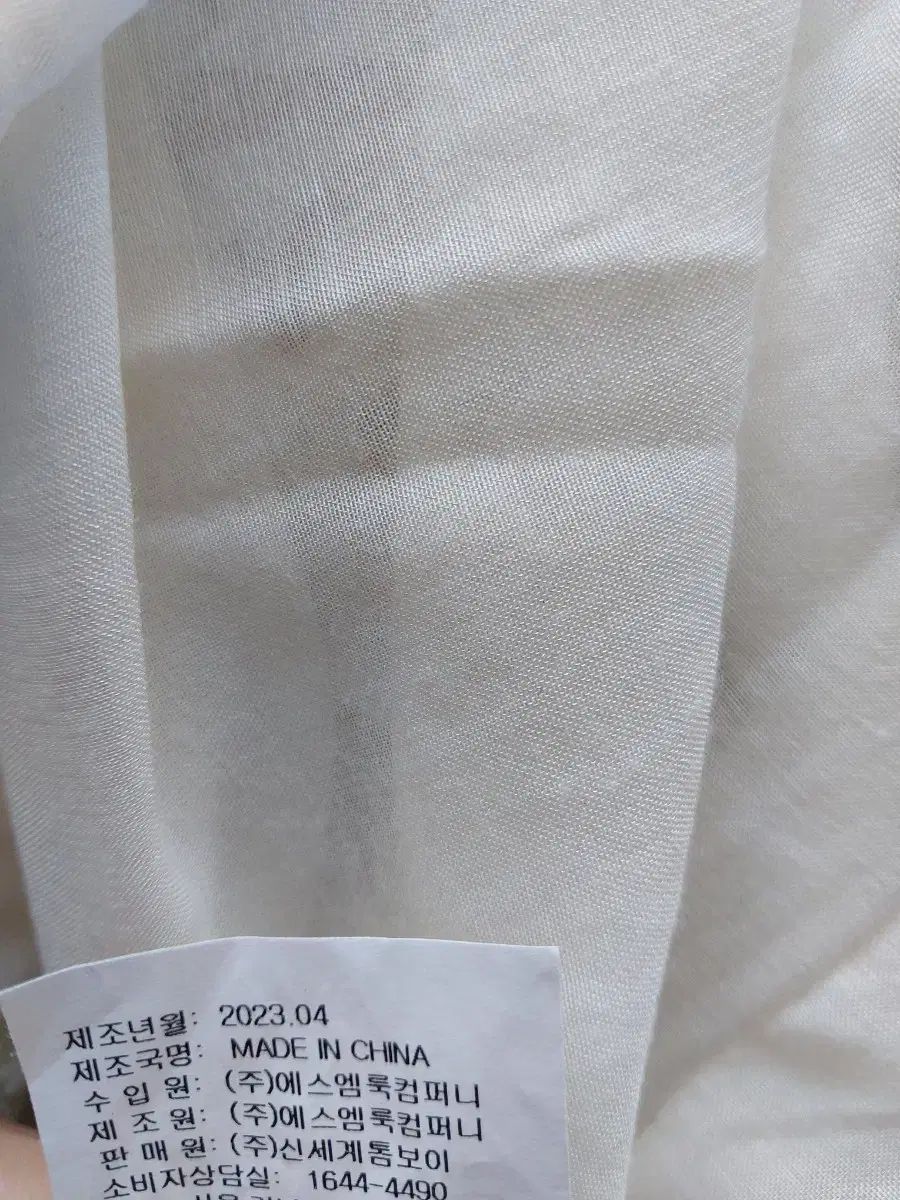 제조년월: 2023.04
제조국명: MADE IN CHINA
수 입 원: (주)에스엠룩컴퍼니
제 조 원: (주)에스엠룩컴퍼니
판 매 원: (주)신세계톰보이
소비자상담실: 1644-4490